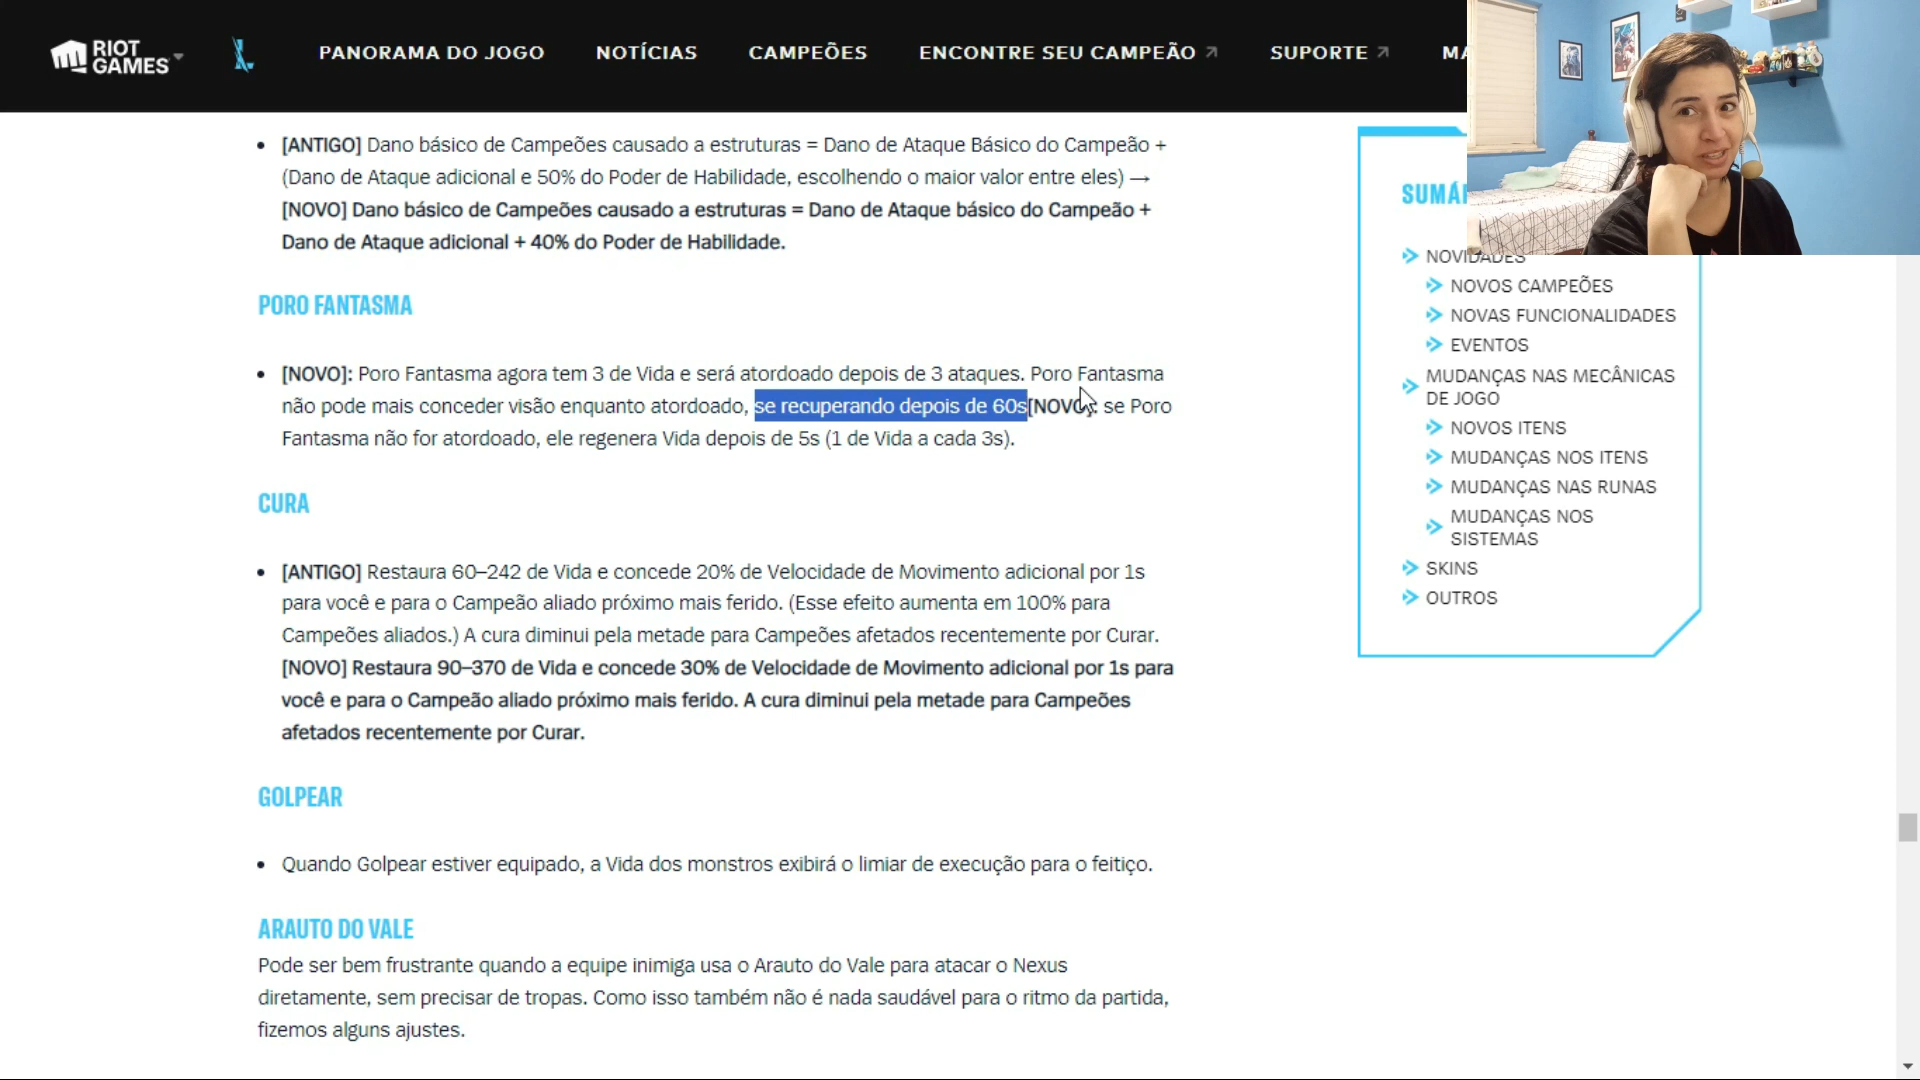 RIOT GAMES
PANORAMA DO JOGO
NOTÍCIAS
CAMPEÕES
ENCONTRE SEU CAMPEÃO
SUPORTE
[ANTIGO] Dano básico de Campeões causado a estruturas = Dano de Ataque Básico do Campeão +
(Dano de Ataque adicional e 50% do Poder de Habilidade, escolhendo o maior valor entre eles) →
[NOVO] Dano básico de Campeões causado a estruturas = Dano de Ataque básico do Campeão +
Dano de Ataque adicional + 40% do Poder de Habilidade.
PORO FANTASMA
[NOVO]: Poro Fantasma agora tem 3 de Vida e será atordoado depois de 3 ataques. Poro Fantasma
não pode mais conceder visão enquanto atordoado, se recuperando depois de 60s[NOVO]: se Poro
Fantasma não for atordoado, ele regenera Vida depois de 5s (1 de Vida a cada 3s).
CURA
[ANTIGO] Restaura 60–242 de Vida e concede 20% de Velocidade de Movimento adicional por 1s
para você e para o Campeão aliado próximo mais ferido. (Esse efeito aumenta em 100% para
Campeões aliados.) A cura diminui pela metade para Campeões afetados recentemente por Curar.
[NOVO] Restaura 90–370 de Vida e concede 30% de Velocidade de Movimento adicional por 1s para
você e para o Campeão aliado próximo mais ferido. A cura diminui pela metade para Campeões
afetados recentemente por Curar.
GOLPEAR
Quando Golpear estiver equipado, a Vida dos monstros exibirá o limiar de execução para o feitiço.
ARAUTO DO VALE
Pode ser bem frustrante quando a equipe inimiga usa o Arauto do Vale para atacar o Nexus
diretamente, sem precisar de tropas. Como isso também não é nada saudável para o ritmo da partida,
fizemos alguns ajustes.
NOVIDADES
NOVOS CAMPEÕES
NOVAS FUNCIONALIDADES
EVENTOS
MUDANÇAS NAS MECÂNICAS
DE JOGO
NOVOS ITENS
MUDANÇAS NOS ITENS
MUDANÇAS NAS RUNAS
MUDANÇAS NOS
SISTEMAS
SKINS
OUTROS